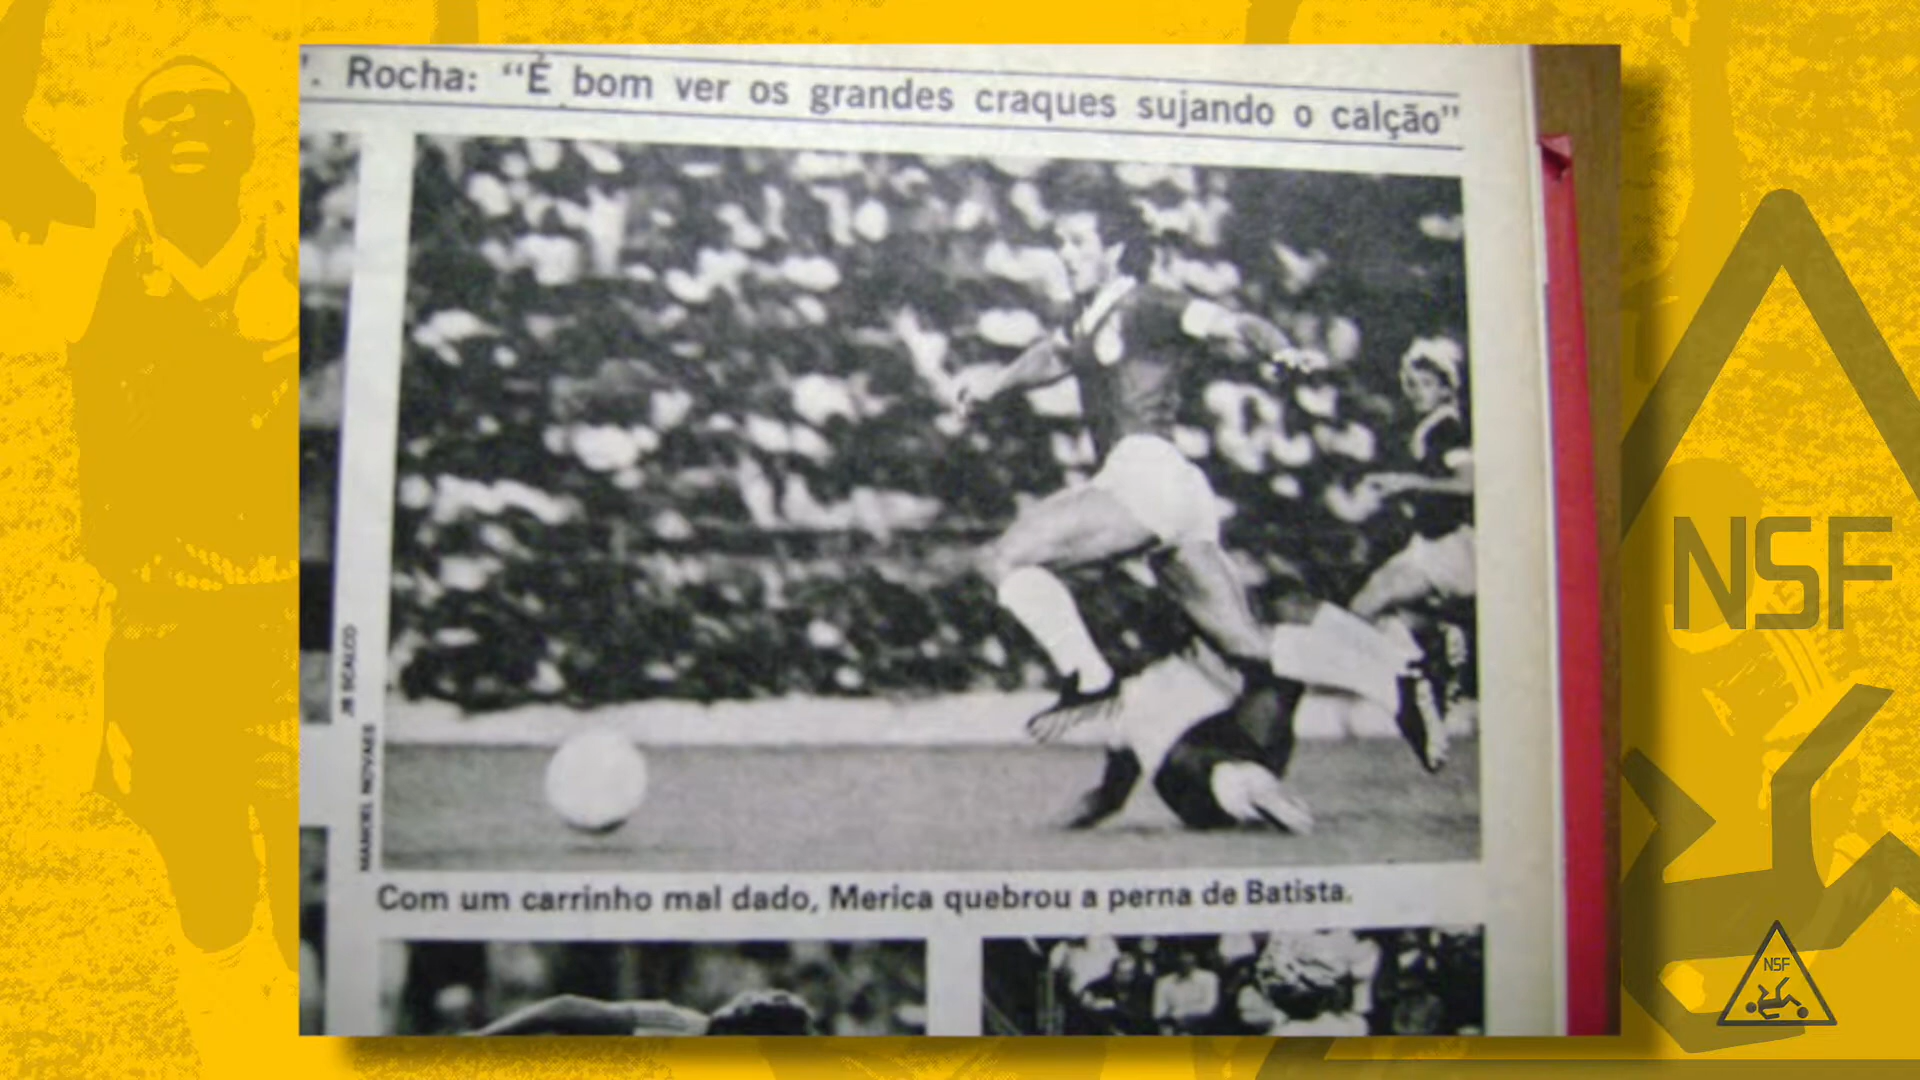 '. Rocha: “É bom ver os grandes craques sujando o calção”
JB SCALCO
MANOEL NOVAES
Com um carrinho mal dado, Merica quebrou a perna de Batista.
NSF
NSF